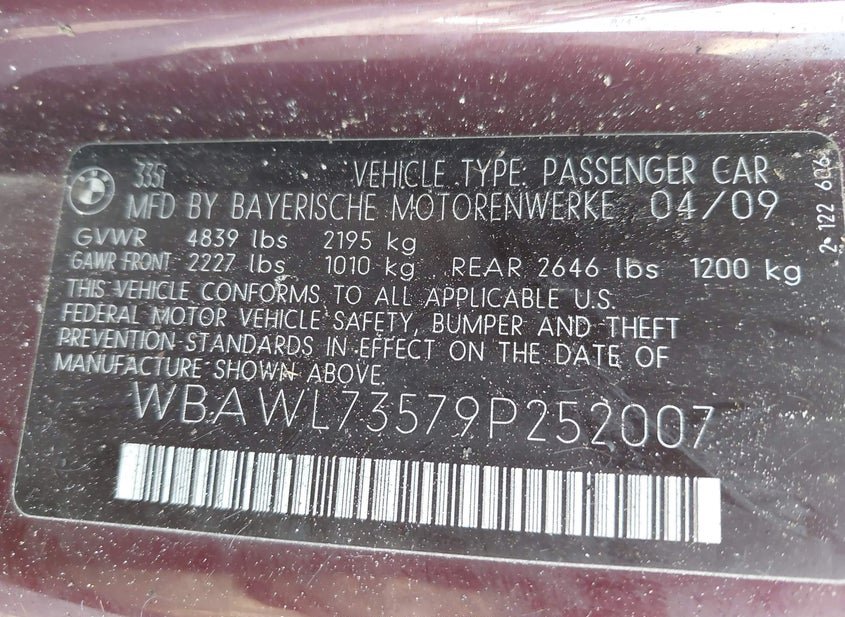 335i VEHICLE TYPE: PASSENGER CAR
MFD BY BAYERISCHE MOTORENWERKE 04/09
GVWR 4839 lbs 2195 kg
GAWR FRONT 2227 lbs 1010 kg REAR 2646 lbs 1200 kg
THIS VEHICLE CONFORMS TO ALL APPLICABLE U.S.
FEDERAL MOTOR VEHICLE SAFETY, BUMPER AND THEFT
PREVENTION STANDARDS IN EFFECT ON THE DATE OF
MANUFACTURE SHOWN ABOVE.
WBAWL73579P252007
2 122 606